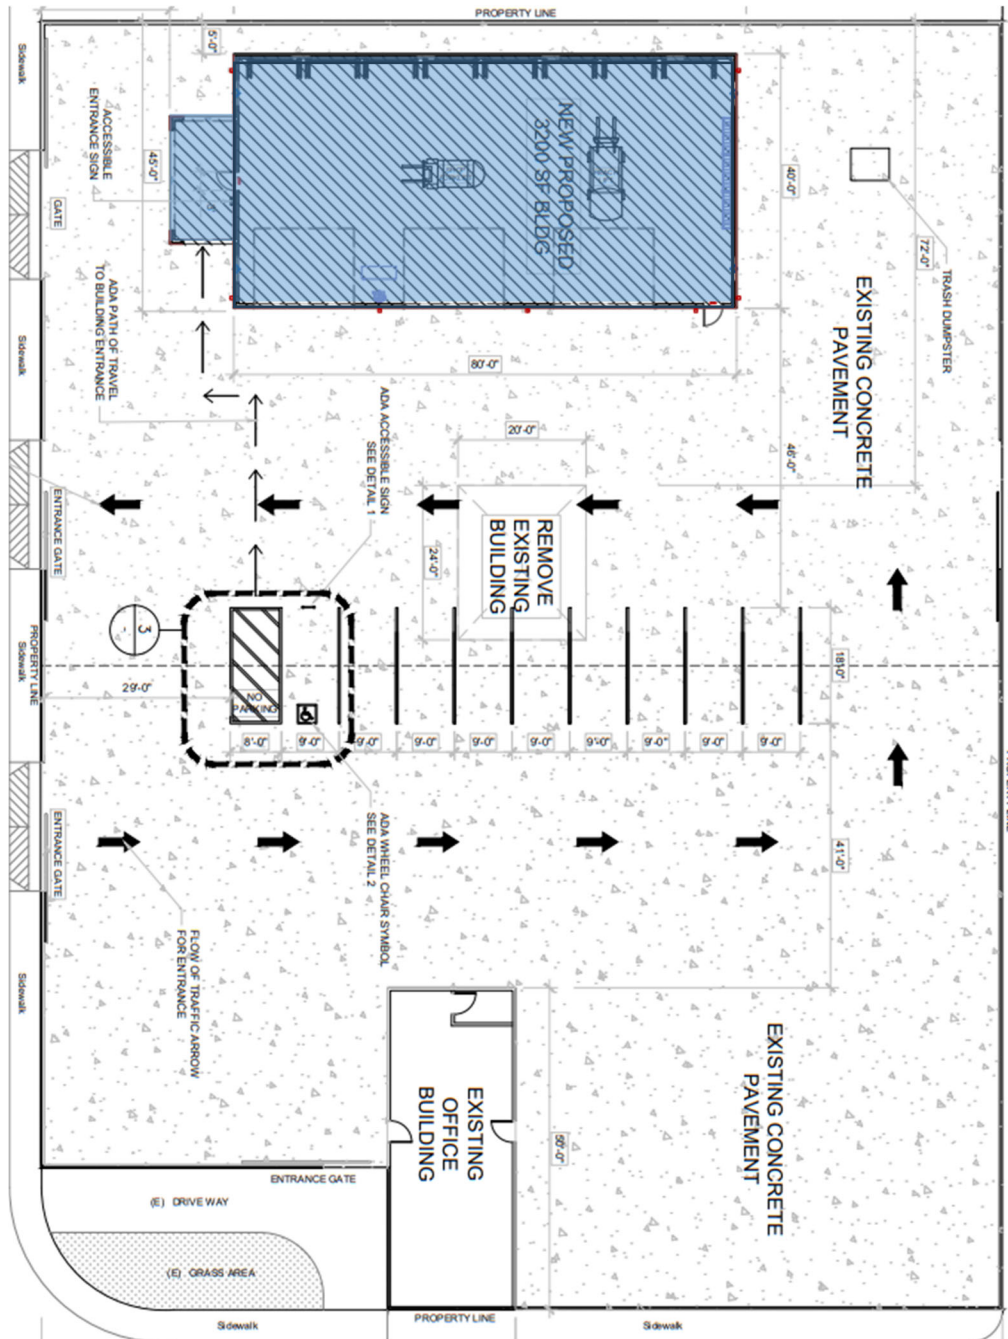 PROPERTY LINE
Sidewalk
5'-0"
ACCESSIBLE
ENTRANCE SIGN
45'-0"
NEW PROPOSED
3200 SF BLDG
40'-0"
72'-0"
TRASH DUMPSTER
GATE
EXISTING CONCRETE
PAVEMENT
ADA PATH OF TRAVEL
TO BUILDING ENTRANCE
Sidewalk
80'-0"
ADA ACCESSIBLE SIGN
SEE DETAIL 1
20'-0"
46'-0"
ENTRANCE GATE
24'-0"
REMOVE
EXISTING
BUILDING
3
-
PROPERTY LINE
Sidewalk
29'-0"
NO
PARKING
18'-0"
8'-0"
9'-0"
9'-0"
9'-0"
9'-0"
9'-0"
9'-0"
9'-0"
9'-0"
9'-0"
ENTRANCE GATE
ADA WHEEL CHAIR SYMBOL
SEE DETAIL 2
41'-0"
FLOW OF TRAFFIC ARROW
FOR ENTRANCE
Sidewalk
EXISTING
OFFICE
BUILDING
50'-0"
EXISTING CONCRETE
PAVEMENT
ENTRANCE GATE
(E) DRIVE WAY
(E) GRASS AREA
PROPERTY LINE
Sidewalk
Sidewalk